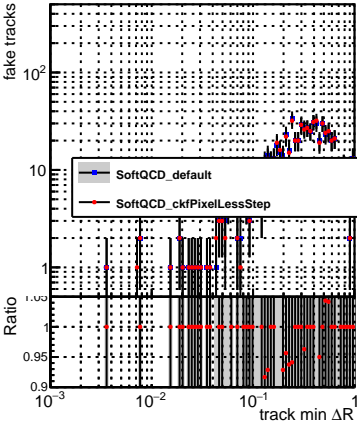 fake tracks
10²
10
1
SoftQCD_default
SoftQCD_ckfPixelLessStep
Ratio
1.05
1
0.95
0.9
10⁻³
10⁻²
10⁻¹
1
track min ΔR